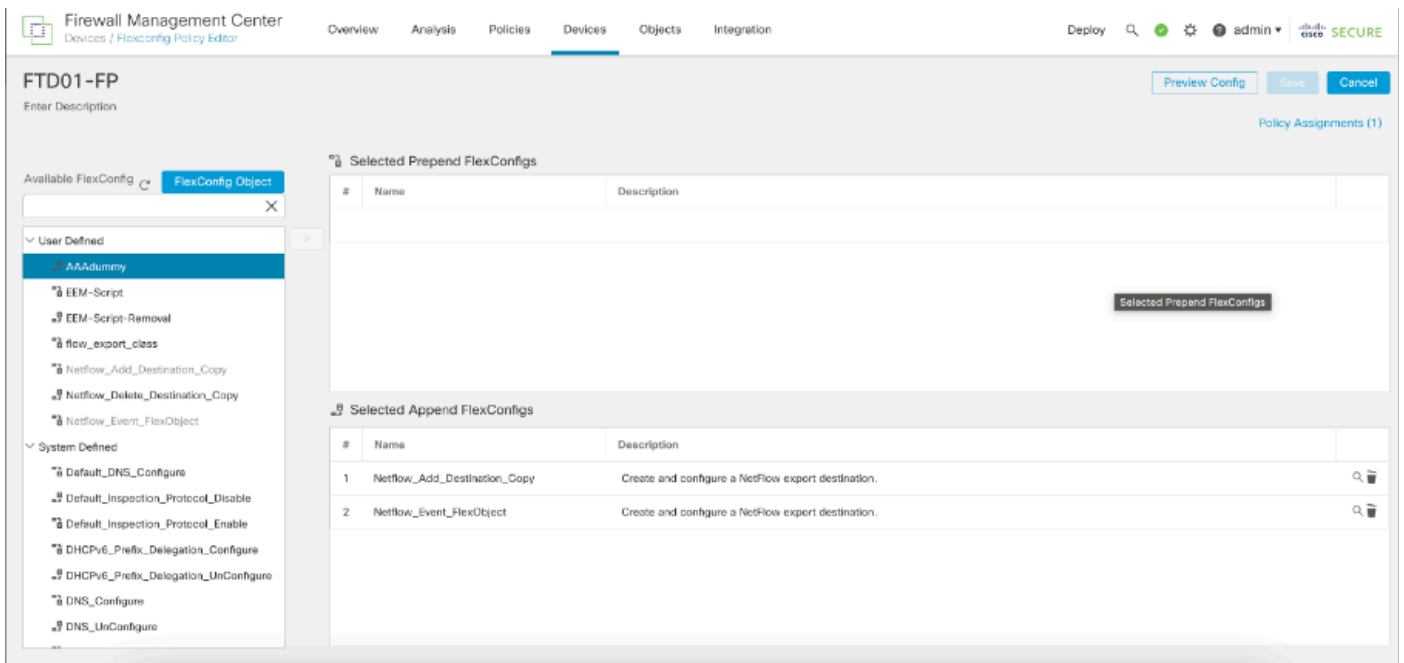 Firewall Management Center
Devices / Flexconfig Policy Editor
Overview Analysis Policies Devices Objects Integration
Deploy admin cisco SECURE
FTD01-FP
Enter Description
Preview Config Save Cancel
Policy Assignments (1)
Available FlexConfig FlexConfig Object
User Defined
AAAdummy
EEM-Script
EEM-Script-Removal
flow_export_class
Netflow_Add_Destination_Copy
Netflow_Delete_Destination_Copy
Netflow_Event_FlexObject
System Defined
Default_DNS_Configure
Default_Inspection_Protocol_Disable
Default_Inspection_Protocol_Enable
DHCPv6_Prefix_Delegation_Configure
DHCPv6_Prefix_Delegation_UnConfigure
DNS_Configure
DNS_UnConfigure
Selected Prepend FlexConfigs
# Name Description
Selected Prepend FlexConfigs
Selected Append FlexConfigs
# Name Description
1 Netflow_Add_Destination_Copy Create and configure a NetFlow export destination.
2 Netflow_Event_FlexObject Create and configure a NetFlow export destination.